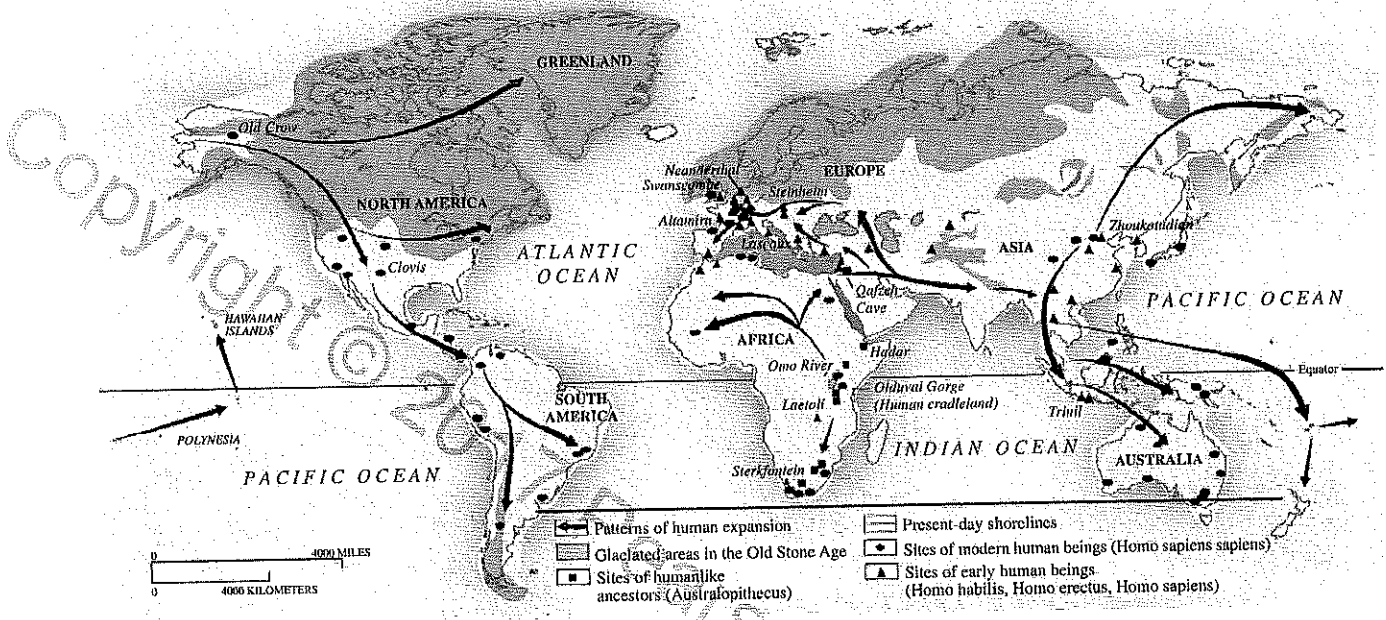 GREENLAND
Old Crow
Neanderthal
Swanscombe
Steinheim
EUROPE
NORTH AMERICA
Altamira
Zhoukoudian
ATLANTIC
OCEAN
Lascaux
ASIA
Clovis
Qafzeh
Cave
PACIFIC OCEAN
HAWAIIAN
ISLANDS
AFRICA
Hadar
Omo River
Equator
Olduvai Gorge
(Human cradleland)
SOUTH
AMERICA
Laetoli
Trinil
POLYNESIA
INDIAN OCEAN
PACIFIC OCEAN
Sterkfontein
AUSTRALIA
Patterns of human expansion
Glaciated areas in the Old Stone Age
Sites of humanlike
ancestors (Australopithecus)
Present-day shorelines
Sites of modern human beings (Homo sapiens sapiens)
Sites of early human beings
(Homo habilis, Homo erectus, Homo sapiens)
0 4000 MILES
0 4000 KILOMETERS
Copyright ©